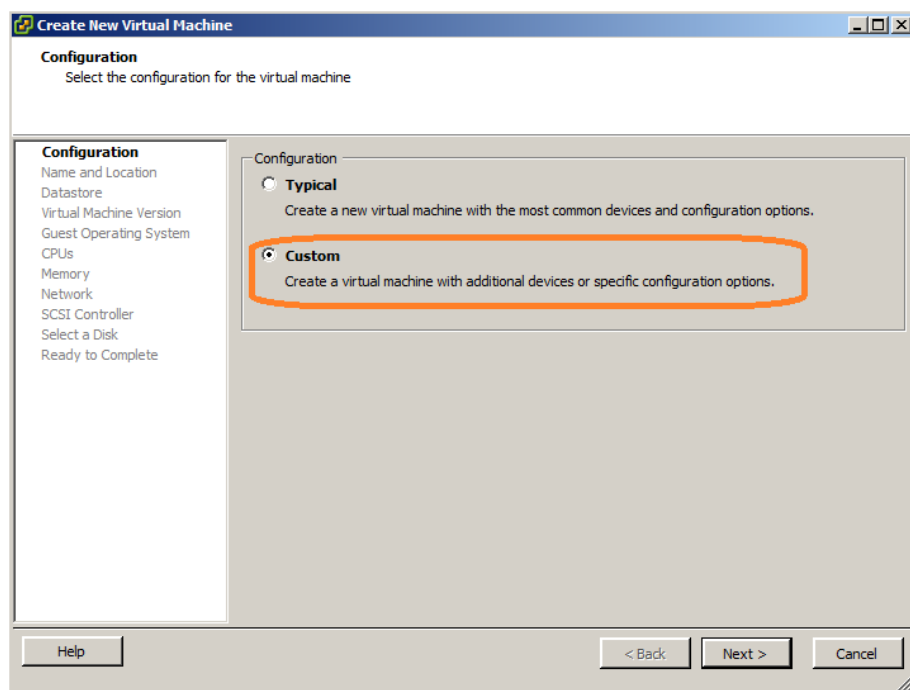 Create New Virtual Machine
Configuration
Select the configuration for the virtual machine
Configuration
Name and Location
Datastore
Virtual Machine Version
Guest Operating System
CPUs
Memory
Network
SCSI Controller
Select a Disk
Ready to Complete
Configuration
Typical
Create a new virtual machine with the most common devices and configuration options.
Custom
Create a virtual machine with additional devices or specific configuration options.
Help
< Back
Next >
Cancel